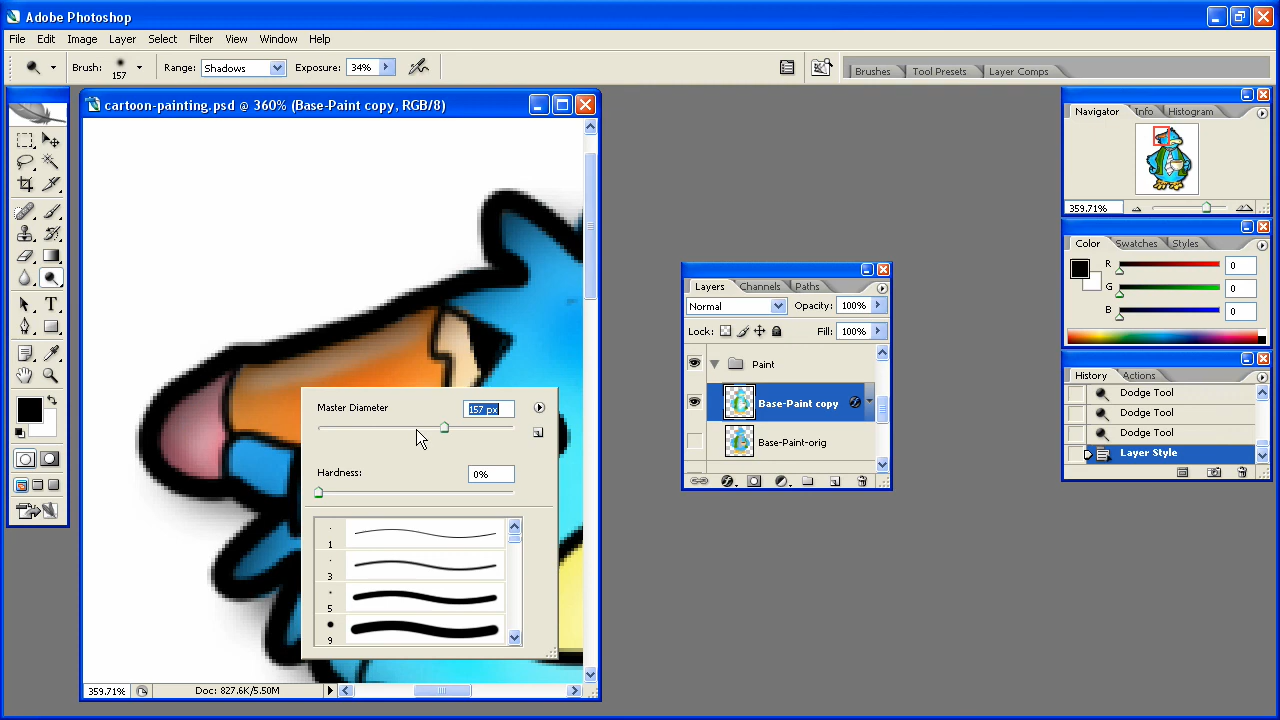 Adobe Photoshop
File Edit Image Layer Select Filter View Window Help
Brush: 157 Range: Shadows Exposure: 34% Brushes Tool Presets Layer Comps
cartoon-painting.psd @ 360% (Base-Paint copy, RGB/8)
Navigator Info Histogram
359.71%
Color Swatches Styles
R 0
G 0
B 0
Layers Channels Paths
Normal Opacity: 100%
Lock: Fill: 100%
Paint
Base-Paint copy
Base-Paint-orig
History Actions
Dodge Tool
Dodge Tool
Dodge Tool
Layer Style
Master Diameter 157 px
Hardness: 0%
1
3
5
9
T
359.71% Doc: 827.6K/5.50M